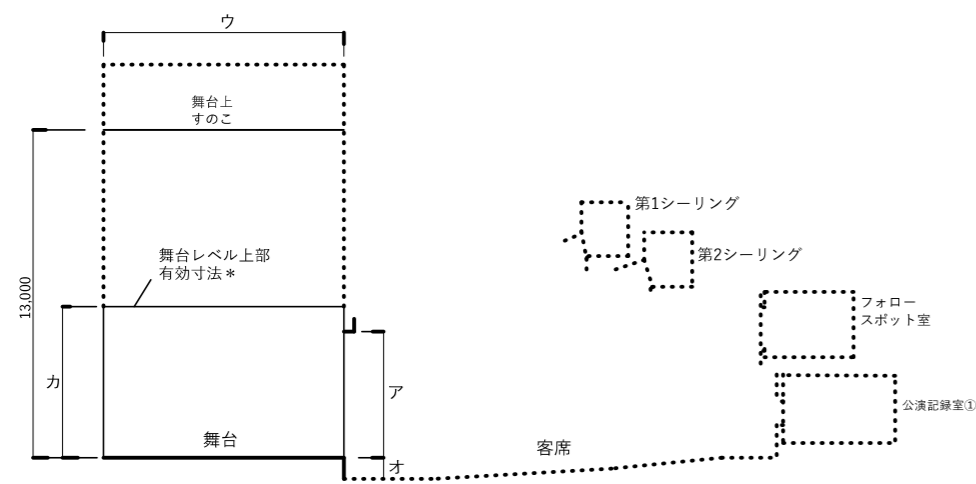 ウ
舞台上
すのこ
第1シーリング
第2シーリング
舞台レベル上部
有効寸法＊
13,000
フォロー
スポット室
カ
ア
公演記録室①
舞台
オ
客席